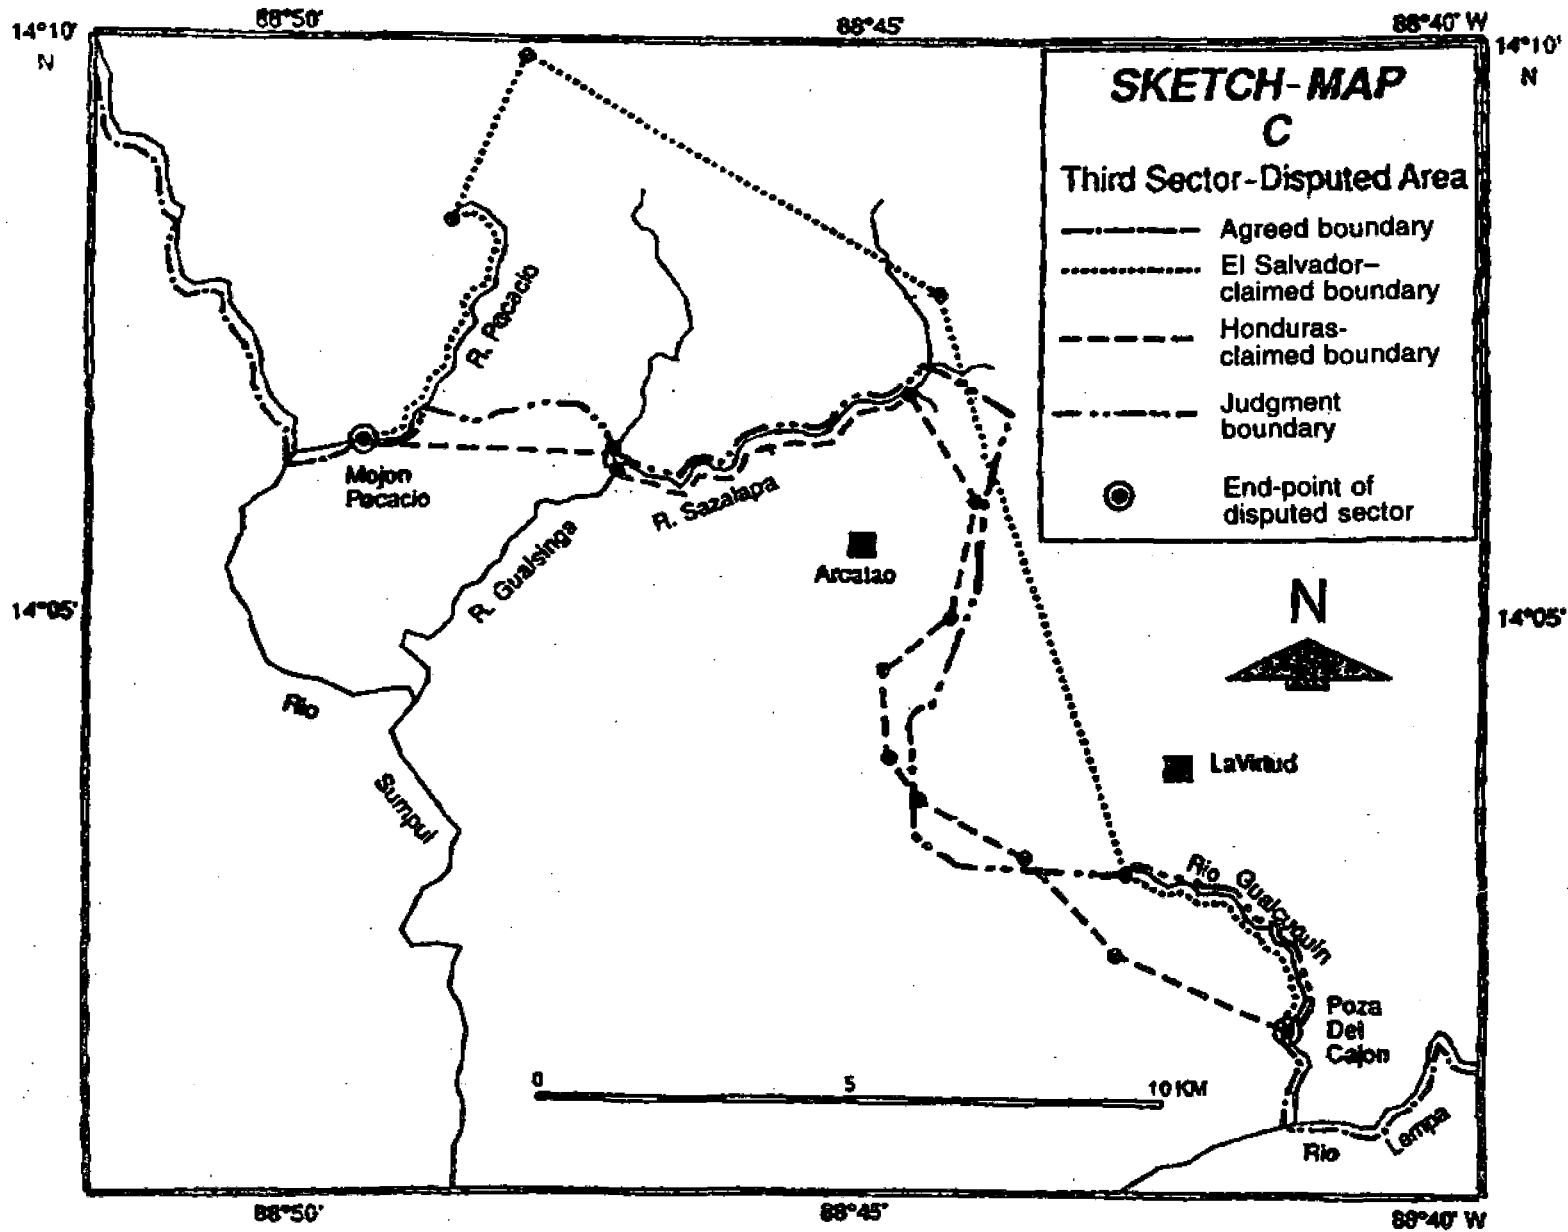 88°50'
88°45'
88°40' W
14°10'
N
14°10'
N
SKETCH-MAP
C
Third Sector-Disputed Area
Agreed boundary
El Salvador–
claimed boundary
Honduras-
claimed boundary
Judgment
boundary
End-point of
disputed sector
R. Pecacio
Mojon
Pecacio
R. Sazalapa
R. Gualsinga
Arcatao
N
14°05'
14°05'
Rio
Sumpul
LaVirtud
Rio Gualcuquin
Poza
Del
Cajon
0
5
10 KM
Rio
Lempa
88°50'
88°45'
88°40' W